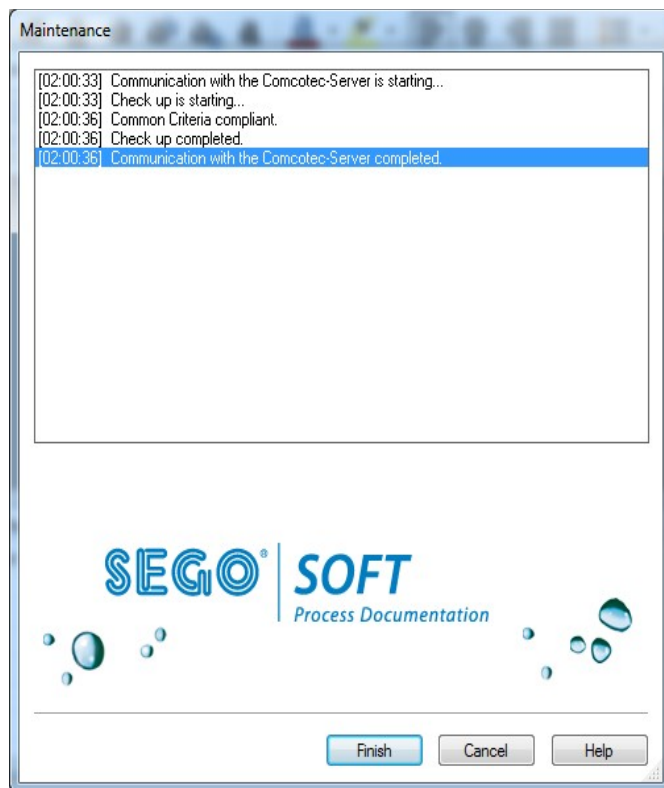 Maintenance
[02:00:33] Communication with the Comcotec-Server is starting...
[02:00:33] Check up is starting...
[02:00:36] Common Criteria compliant.
[02:00:36] Check up completed.
[02:00:36] Communication with the Comcotec-Server completed.
SEGO® SOFT
Process Documentation
Finish Cancel Help